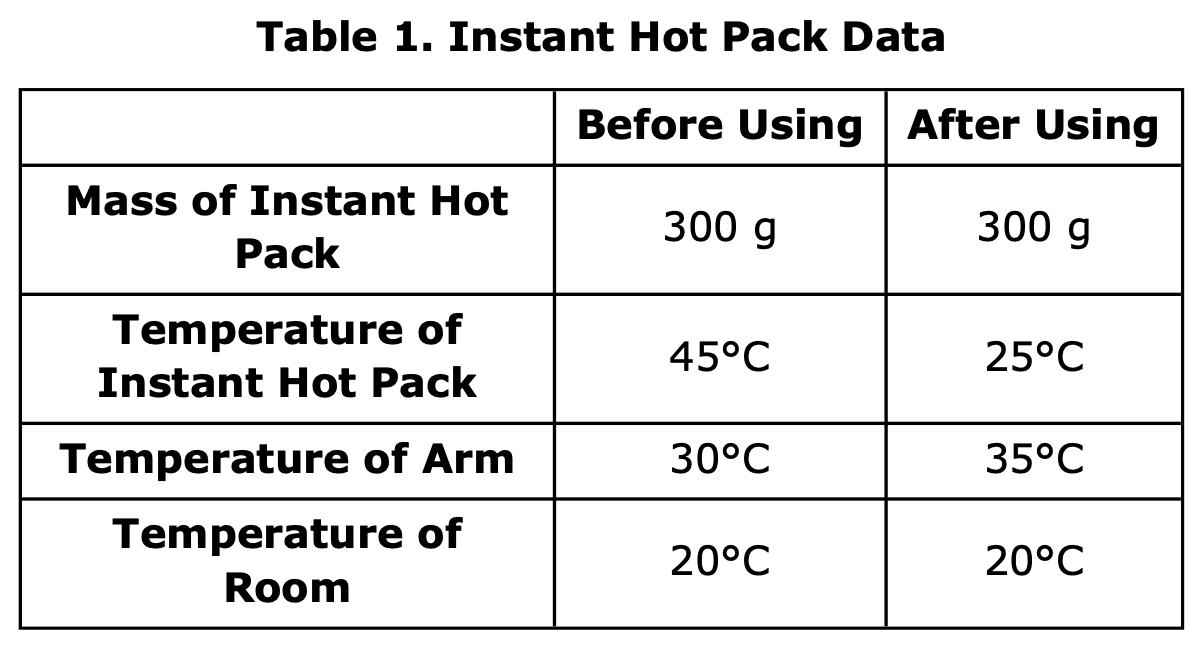 Table 1. Instant Hot Pack Data
Before Using After Using
Mass of Instant Hot
Pack
300 g 300 g
Temperature of
Instant Hot Pack
45°C 25°C
Temperature of Arm 30°C 35°C
Temperature of
Room
20°C 20°C